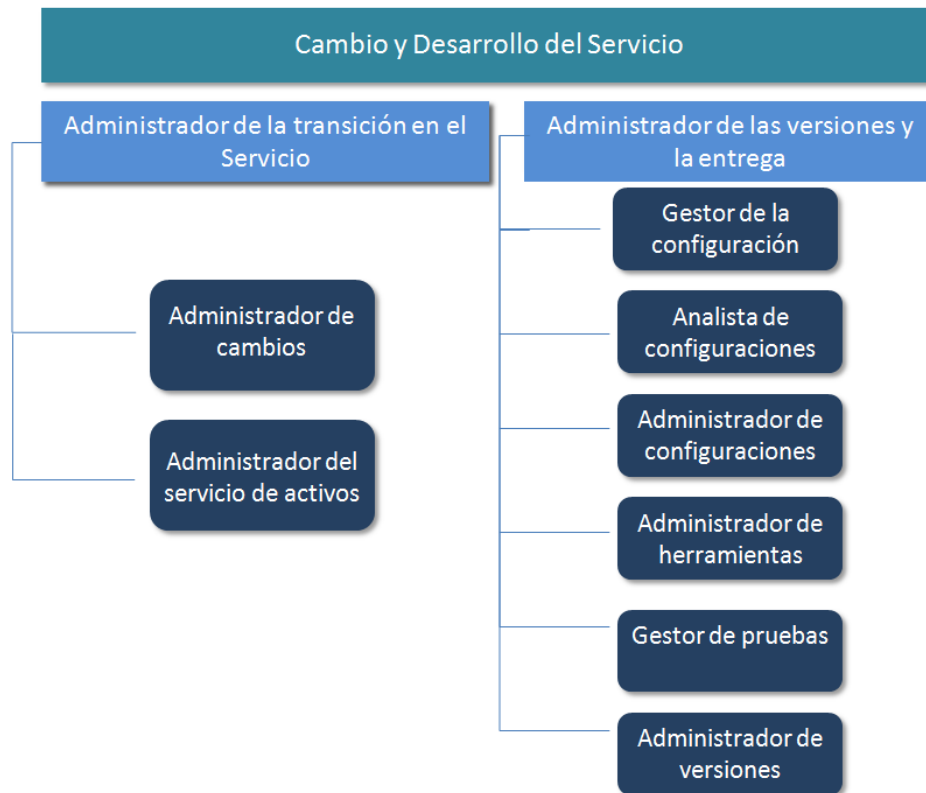 Cambio y Desarrollo del Servicio
Administrador de la transición en el
Servicio
Administrador de cambios
Administrador del
servicio de activos
Administrador de las versiones y
la entrega
Gestor de la
configuración
Analista de
configuraciones
Administrador de
configuraciones
Administrador de
herramientas
Gestor de pruebas
Administrador de
versiones